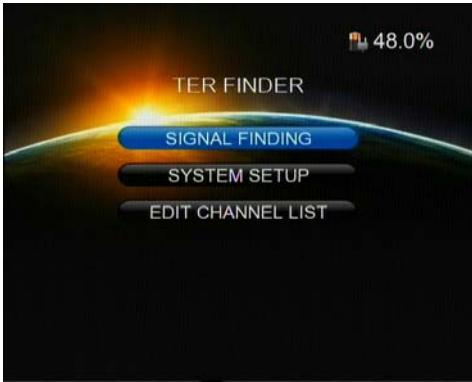 48.0%
TER FINDER
SIGNAL FINDING
SYSTEM SETUP
EDIT CHANNEL LIST